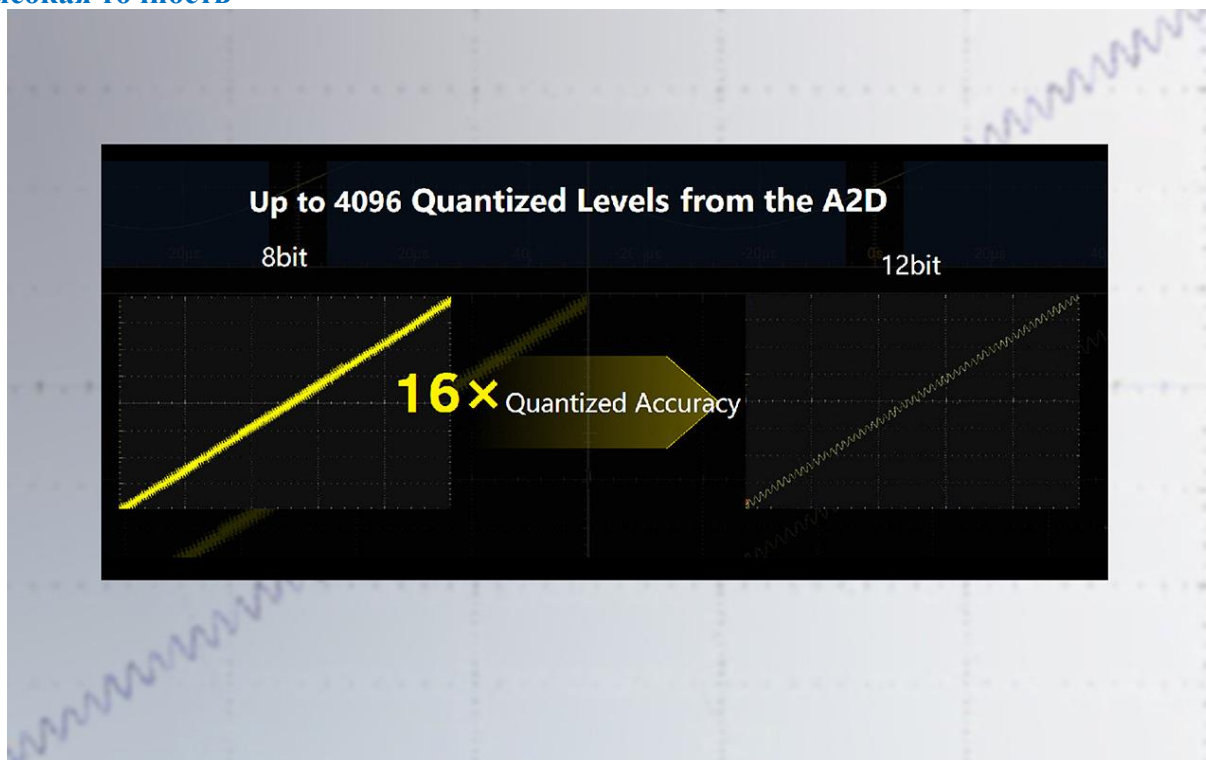 Up to 4096 Quantized Levels from the A2D
8bit
12bit
16× Quantized Accuracy